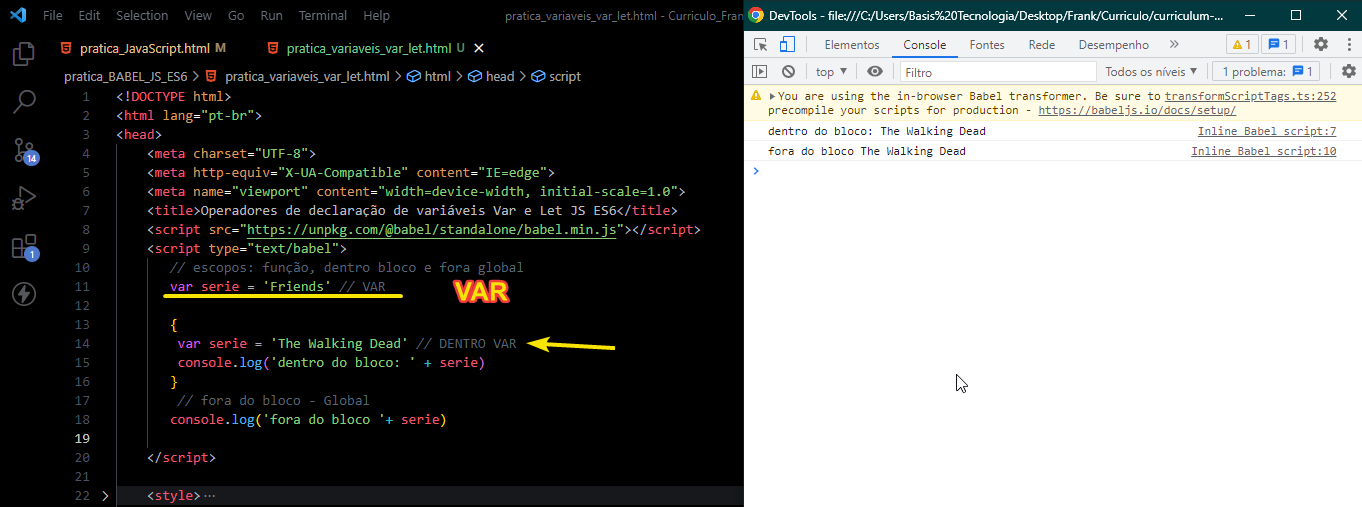 File Edit Selection View Go Run Terminal Help pratica_variaveis_var_let.html - Curriculo_Fran
pratica_JavaScript.html M pratica_variaveis_var_let.html U
pratica_BABEL_JS_ES6 > pratica_variaveis_var_let.html > html > head > script
1 <!DOCTYPE html>
2 <html lang="pt-br">
3 <head>
4 <meta charset="UTF-8">
5 <meta http-equiv="X-UA-Compatible" content="IE=edge">
6 <meta name="viewport" content="width=device-width, initial-scale=1.0">
7 <title>Operadores de declaração de variáveis Var e Let JS ES6</title>
8 <script src="https://unpkg.com/@babel/standalone/babel.min.js"></script>
9 <script type="text/babel">
10 // escopos: função, dentro bloco e fora global
11 var serie = 'Friends' // VAR
VAR
12
13 {
14 var serie = 'The Walking Dead' // DENTRO VAR
15 console.log('dentro do bloco: ' + serie)
16 }
17 // fora do bloco - Global
18 console.log('fora do bloco '+ serie)
19
20 </script>
21
22 <style>…
14
1
DevTools - file:///C:/Users/Basis%20Tecnologia/Desktop/Frank/Curriculo/curriculum-...
Elementos Console Fontes Rede Desempenho » 1 1
top Filtro Todos os níveis 1 problema: 1
You are using the in-browser Babel transformer. Be sure to transformScriptTags.ts:252
precompile your scripts for production - https://babeljs.io/docs/setup/
dentro do bloco: The Walking Dead Inline Babel script:7
fora do bloco The Walking Dead Inline Babel script:10